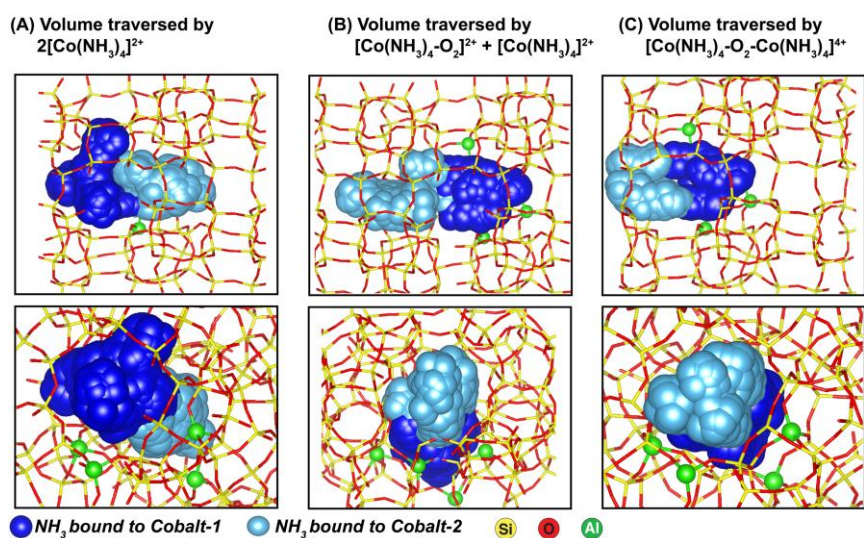 (A) Volume traversed by
2[Co(NH₃)₄]²⁺
(B) Volume traversed by
[Co(NH₃)₄-O₂]²⁺ + [Co(NH₃)₄]²⁺
(C) Volume traversed by
[Co(NH₃)₄-O₂-Co(NH₃)₄]⁴⁺
NH₃ bound to Cobalt-1 NH₃ bound to Cobalt-2 Si O Al